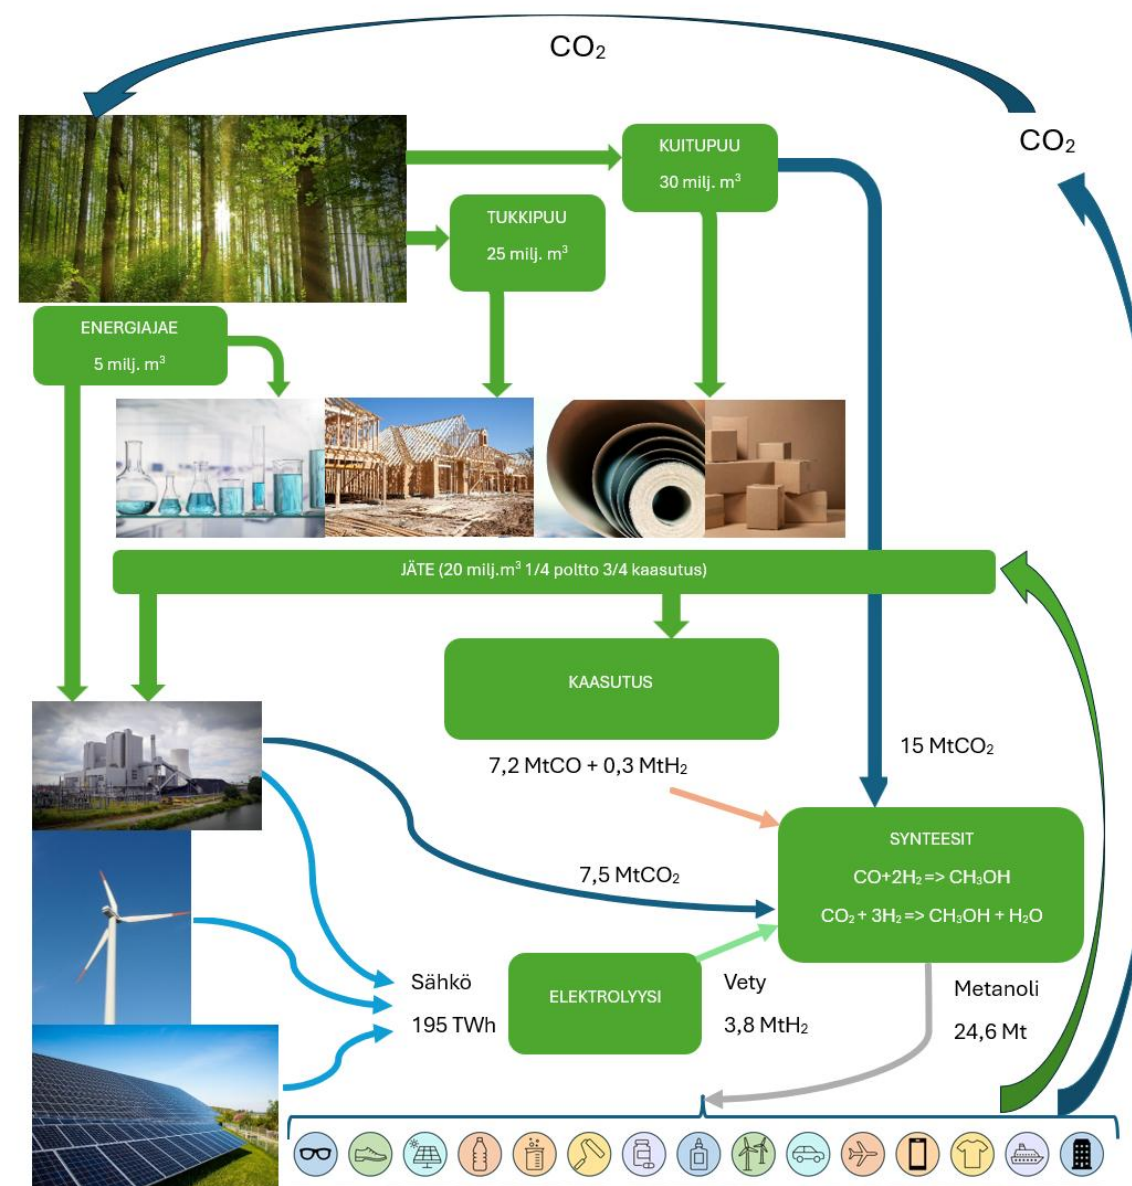 CO₂
CO₂
KUITUPUU
30 milj. m³
TUKKIPUU
25 milj. m³
ENERGIAJAE
5 milj. m³
JÄTE (20 milj.m³ 1/4 poltto 3/4 kaasutus)
KAASUTUS
7,2 MtCO + 0,3 MtH₂
15 MtCO₂
SYNTEESIT
CO+2H₂ => CH₃OH
CO₂ + 3H₂ => CH₃OH + H₂O
7,5 MtCO₂
Sähkö
195 TWh
ELEKTROLYYSI
Vety
3,8 MtH₂
Metanoli
24,6 Mt